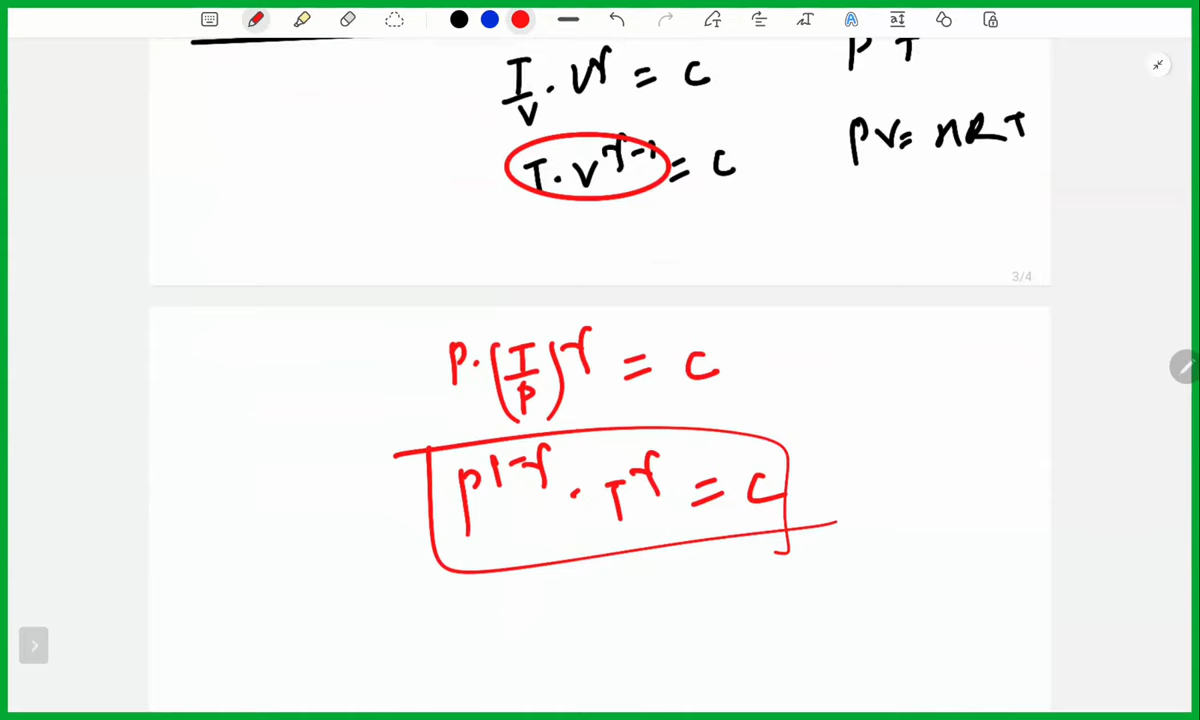 P T
T/V · V^γ = C
PV = nRT
T · V^γ-1 = C
3/4
P · (T/P)^γ = C
P^1-γ · T^γ = C